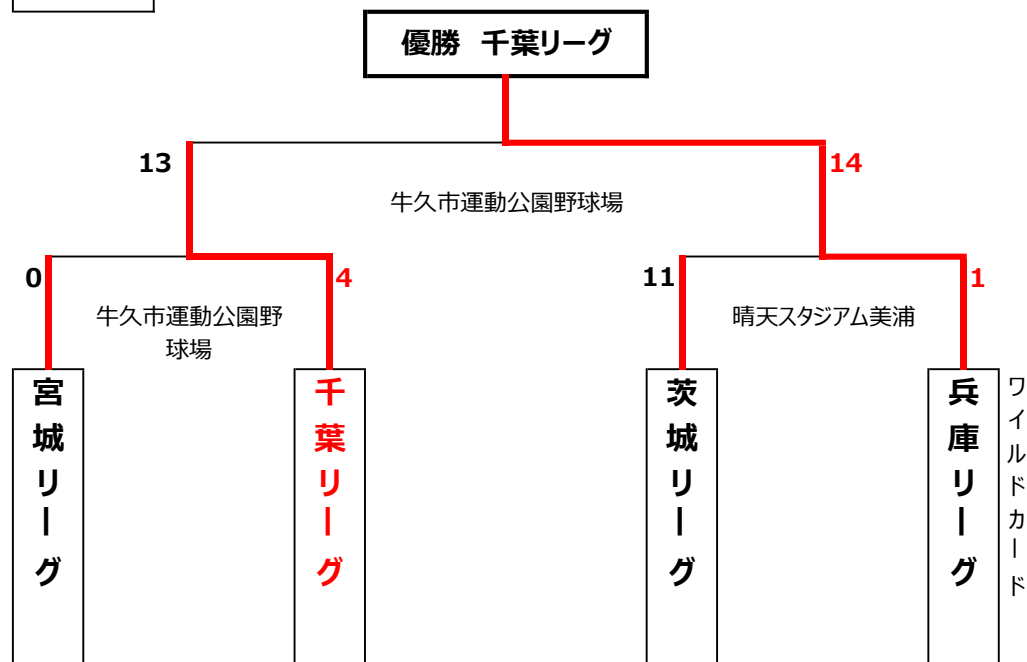 優勝 千葉リーグ
13
14
牛久市運動公園野球場
0
4
11
1
牛久市運動公園野
球場
晴天スタジアム美浦
宮城リーグ
千葉リーグ
茨城リーグ
兵庫リーグ
ワイルドカード